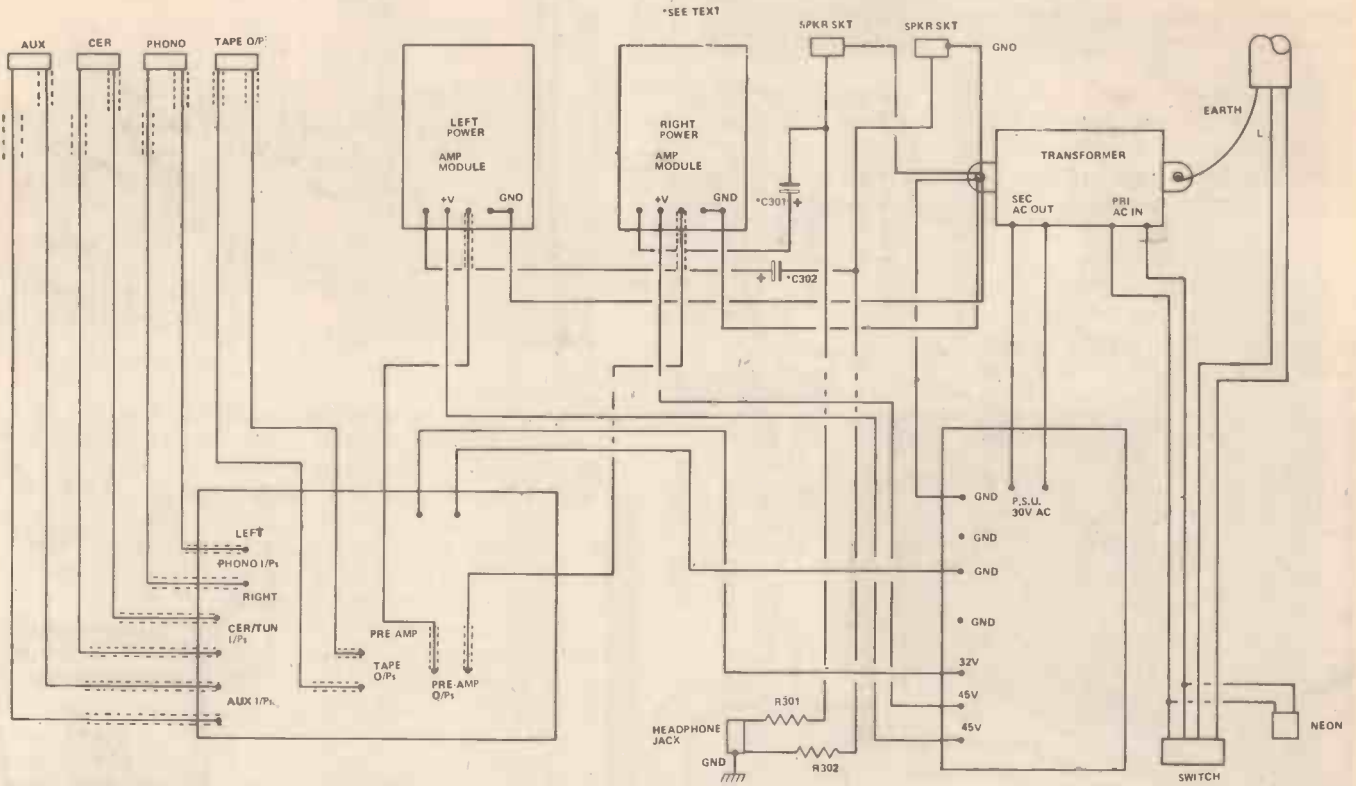 *SEE TEXT
AUX
CER
PHONO
TAPE O/P
SPKR SKT
SPKR SKT
GND
EARTH
L
LEFT
POWER
AMP
MODULE
+V
GND
RIGHT
POWER
AMP
MODULE
+V
GND
TRANSFORMER
SEC
AC OUT
PRI
AC IN
*C301
+
+
*C302
LEFT
PHONO I/Ps
RIGHT
CER/TUN
I/Ps
AUX I/Ps
PRE AMP
TAPE
O/Ps
PRE-AMP
O/Ps
GND
P.S.U.
30V AC
GND
GND
GND
32V
45V
45V
R301
HEADPHONE
JACK
GND
R302
NEON
SWITCH